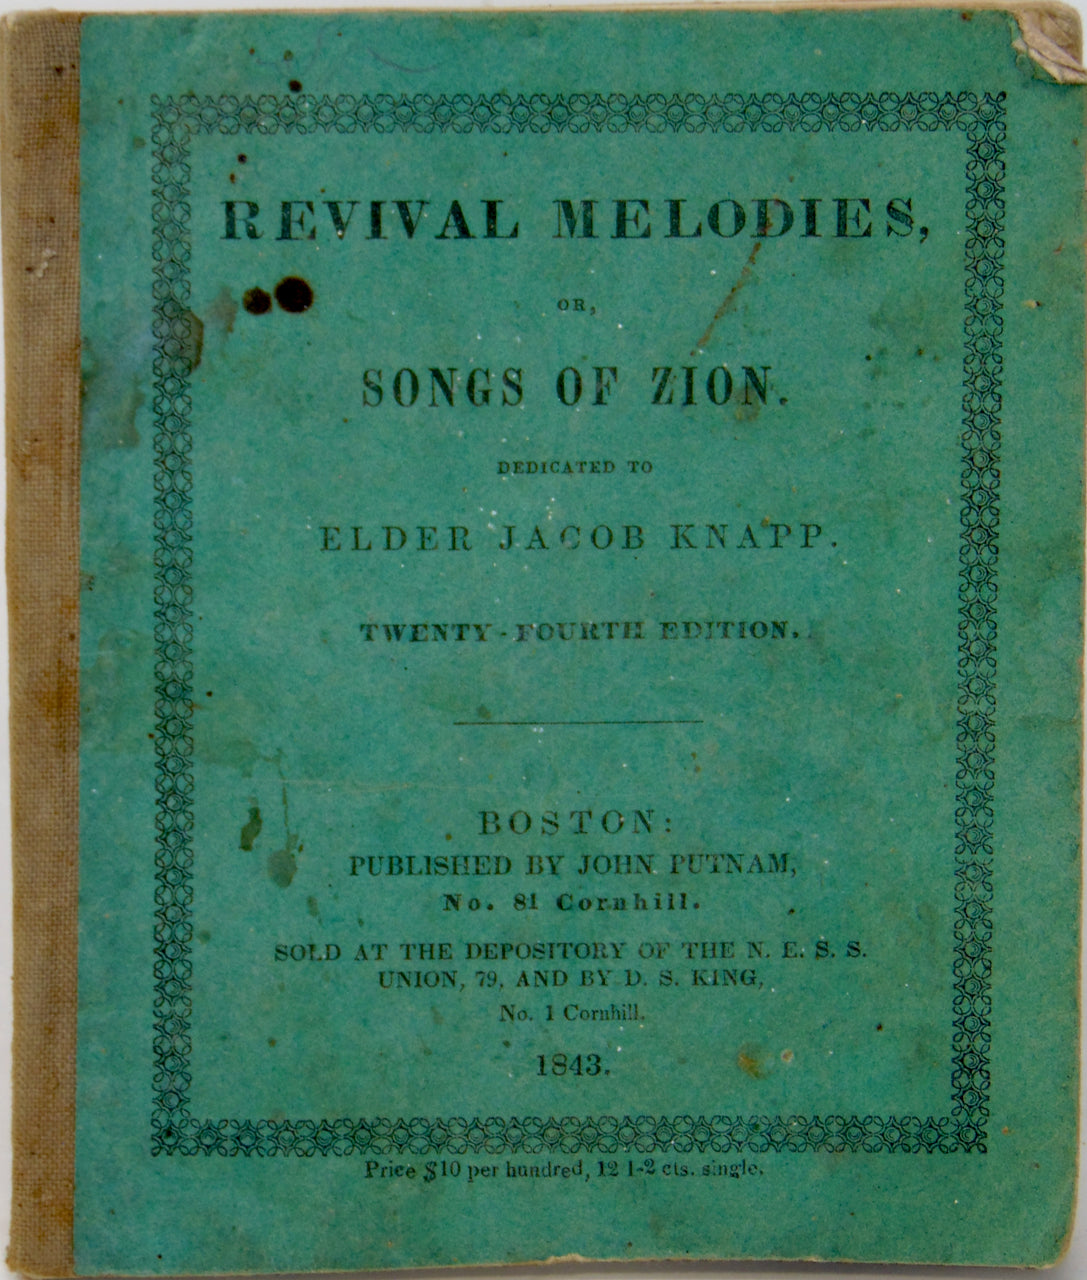 REVIVAL MELODIES,
OR,
SONGS OF ZION.
DEDICATED TO
ELDER JACOB KNAPP.
TWENTY-FOURTH EDITION.
BOSTON:
PUBLISHED BY JOHN PUTNAM,
No. 81 Cornhill.
SOLD AT THE DEPOSITORY OF THE N. E. S. S.
UNION, 79, AND BY D. S. KING,
No. 1 Cornhill.
1843.
Price $10 per hundred, 12 1-2 cts. single.